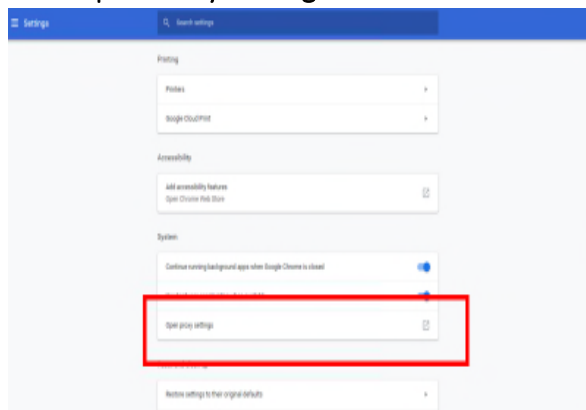 Settings
Search settings
Printing
Printers
Google Cloud Print
Accessibility
Add accessibility features
Open Chrome Web Store
System
Continue running background apps when Google Chrome is closed
Open proxy settings
Restore settings to their original defaults